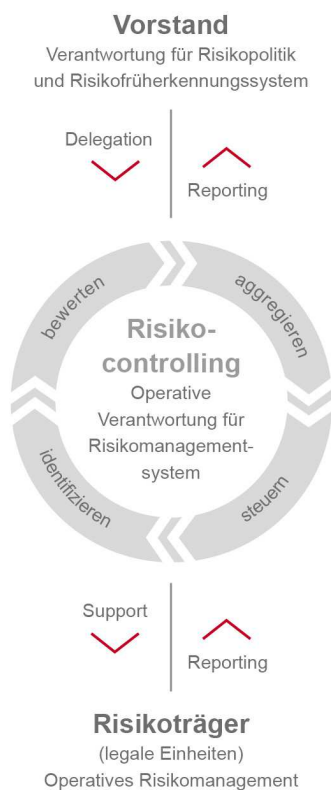 Vorstand
Verantwortung für Risikopolitik
und Risikofrüherkennungssystem
Delegation
Reporting
bewerten
aggregieren
Risiko-
controlling
Operative
Verantwortung für
Risikomanagement-
system
identifizieren
steuern
Support
Reporting
Risikoträger
(legale Einheiten)
Operatives Risikomanagement